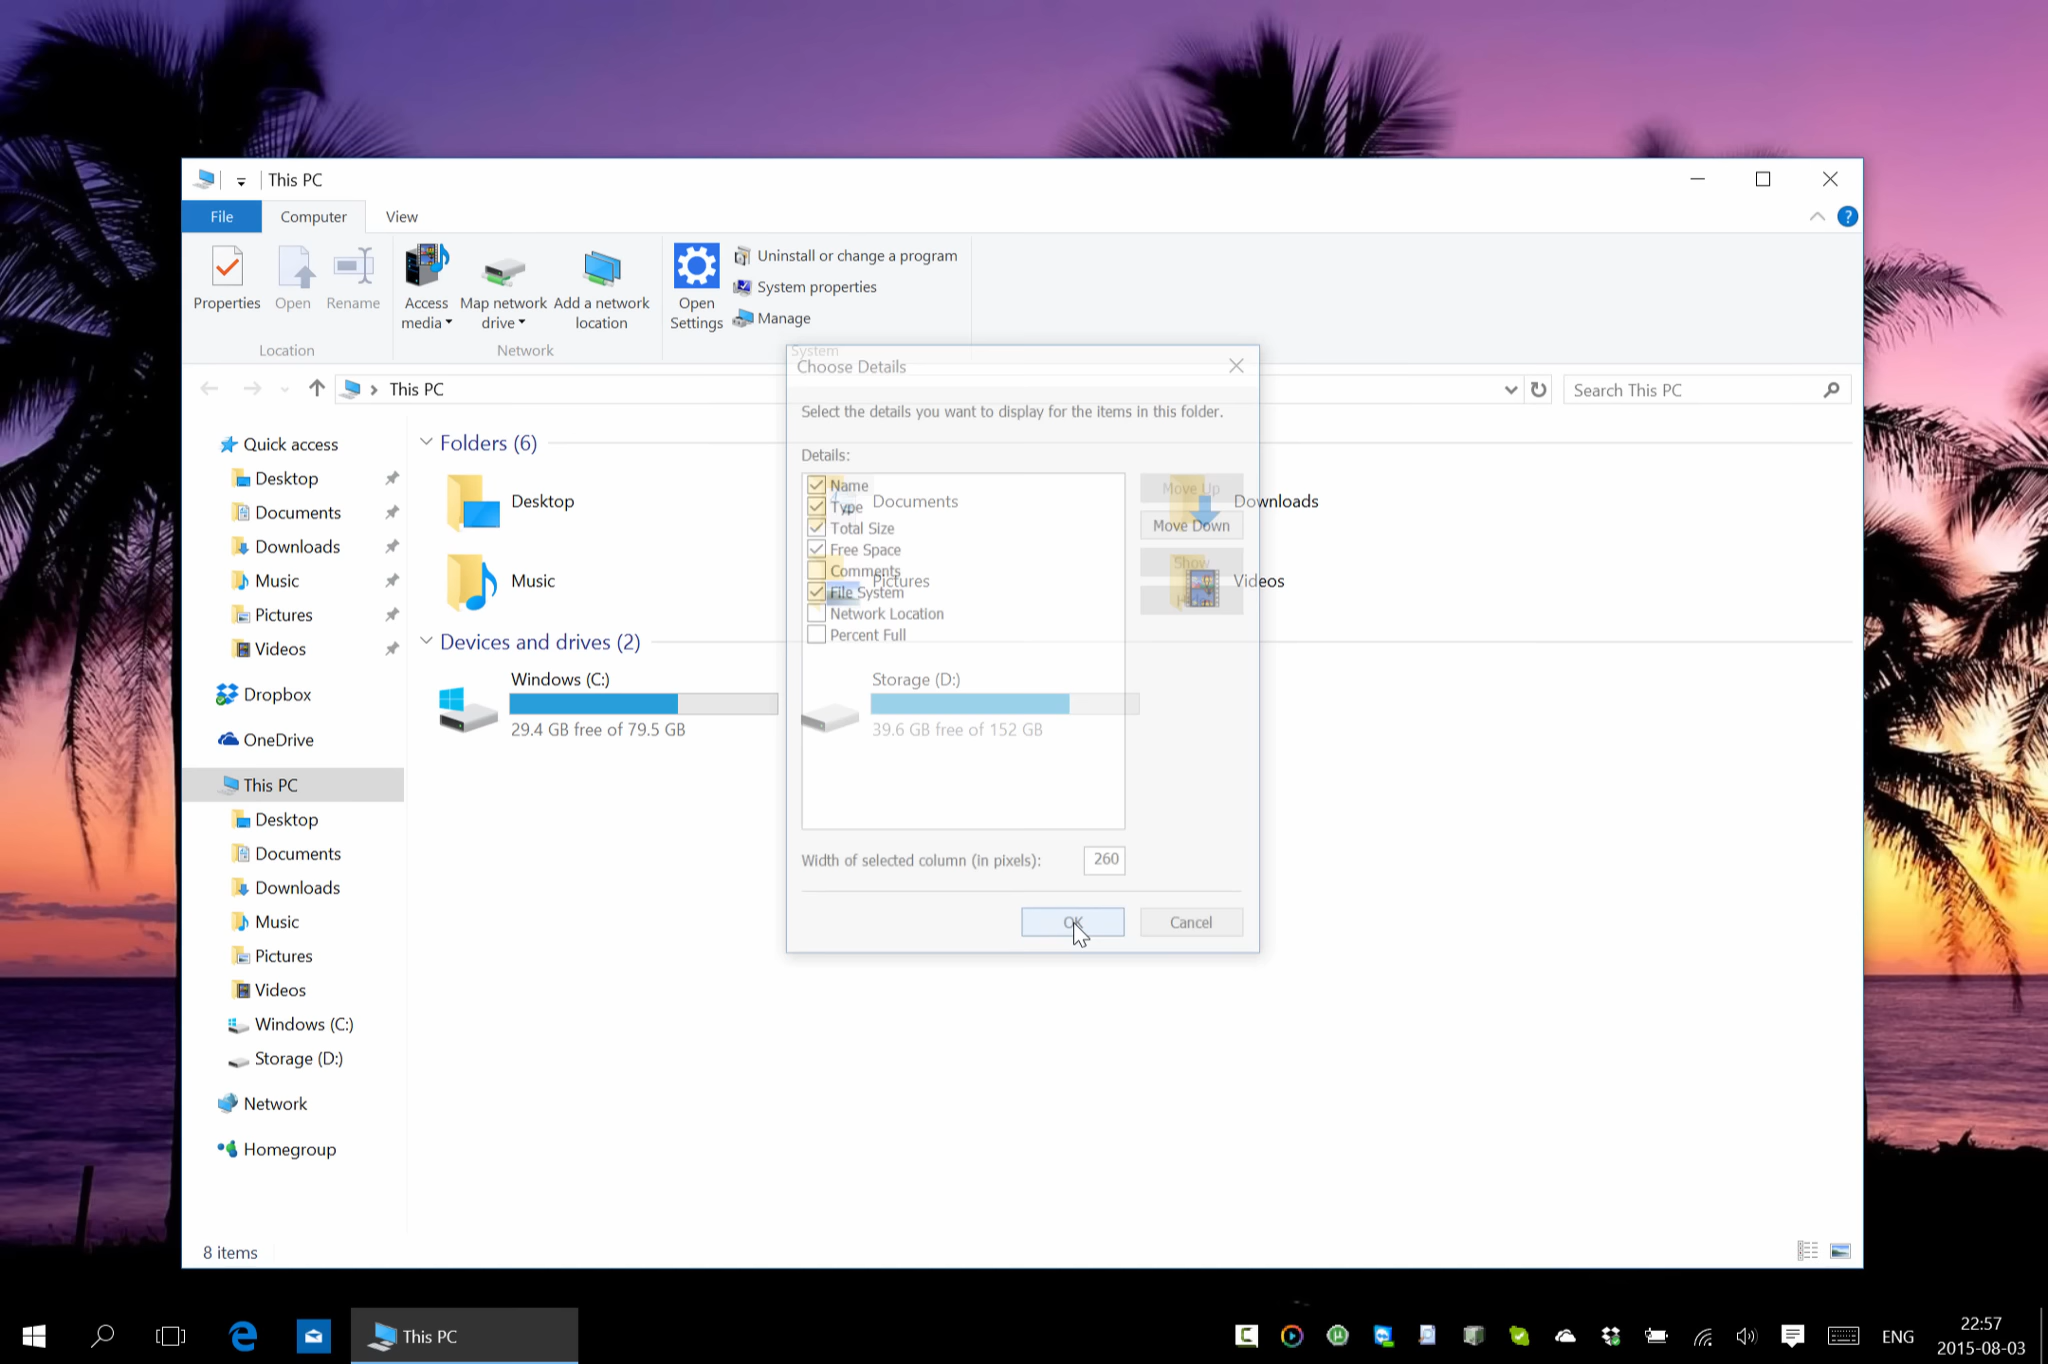 This PC
File
Computer
View
?
Properties
Open
Rename
Access media
Map network drive
Add a network location
Open Settings
Uninstall or change a program
System properties
Manage
Location
Network
System
This PC
Search This PC
Quick access
Desktop
Documents
Downloads
Music
Pictures
Videos
Dropbox
OneDrive
This PC
Desktop
Documents
Downloads
Music
Pictures
Videos
Windows (C:)
Storage (D:)
Network
Homegroup
Folders (6)
Desktop
Documents
Downloads
Music
Pictures
Videos
Devices and drives (2)
Windows (C:)
29.4 GB free of 79.5 GB
Storage (D:)
39.6 GB free of 152 GB
Choose Details
Select the details you want to display for the items in this folder.
Details:
Name
Type
Total Size
Free Space
Comments
File System
Network Location
Percent Full
Move Up
Move Down
Show
Width of selected column (in pixels):
260
OK
Cancel
8 items
This PC
ENG
22:57
2015-08-03